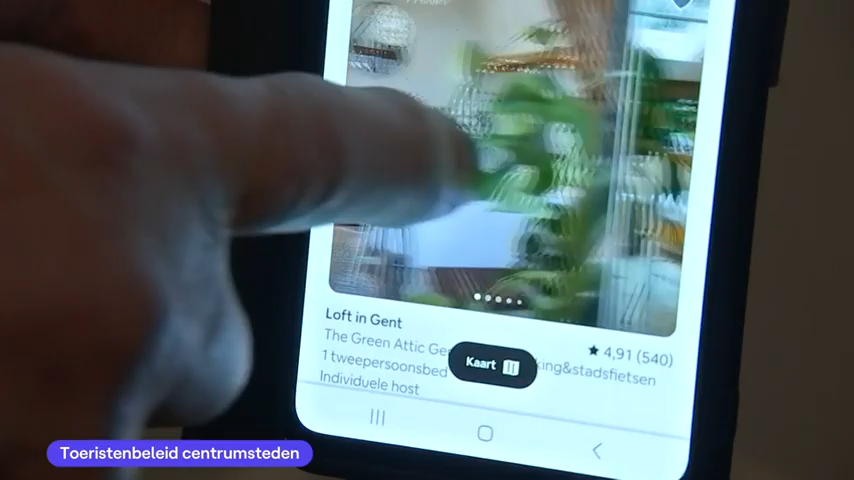 Loft in Gent
★ 4,91 (540)
The Green Attic Ge king&stadsfietsen
Kaart
1 tweepersoonsbed
Individuele host
Toeristenbeleid centrumsteden